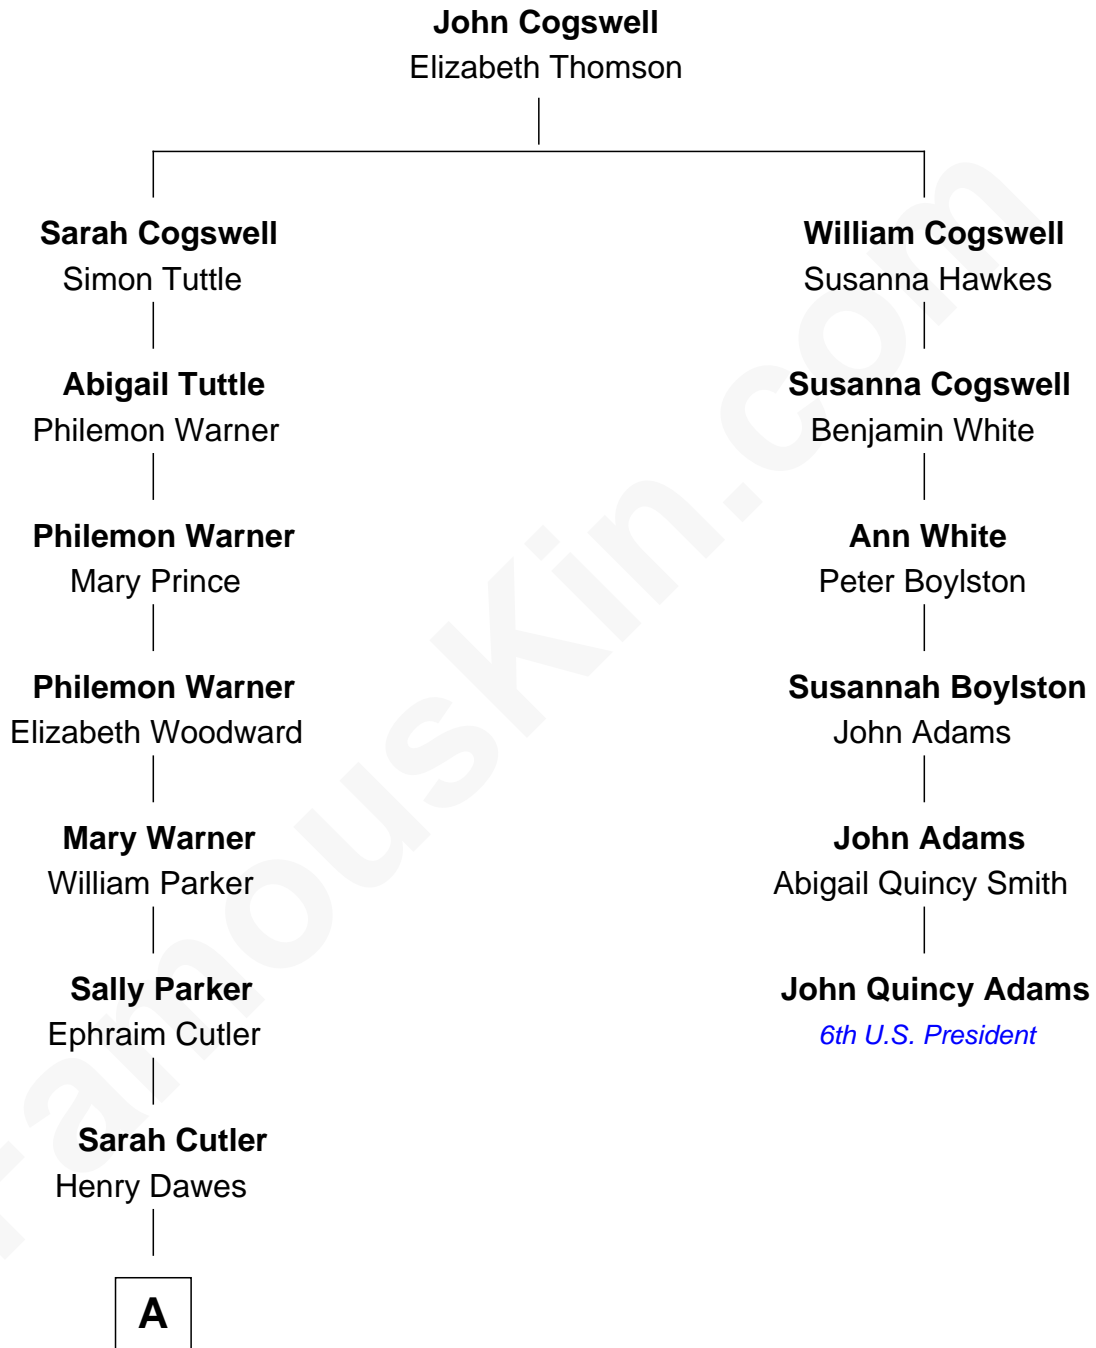 John Cogswell
Elizabeth Thomson
Sarah Cogswell
Simon Tuttle
Abigail Tuttle
Philemon Warner
Philemon Warner
Mary Prince
Philemon Warner
Elizabeth Woodward
Mary Warner
William Parker
Sally Parker
Ephraim Cutler
Sarah Cutler
Henry Dawes
A
William Cogswell
Susanna Hawkes
Susanna Cogswell
Benjamin White
Ann White
Peter Boylston
Susannah Boylston
John Adams
John Adams
Abigail Quincy Smith
John Quincy Adams
6th U.S. President
FamousKin.com